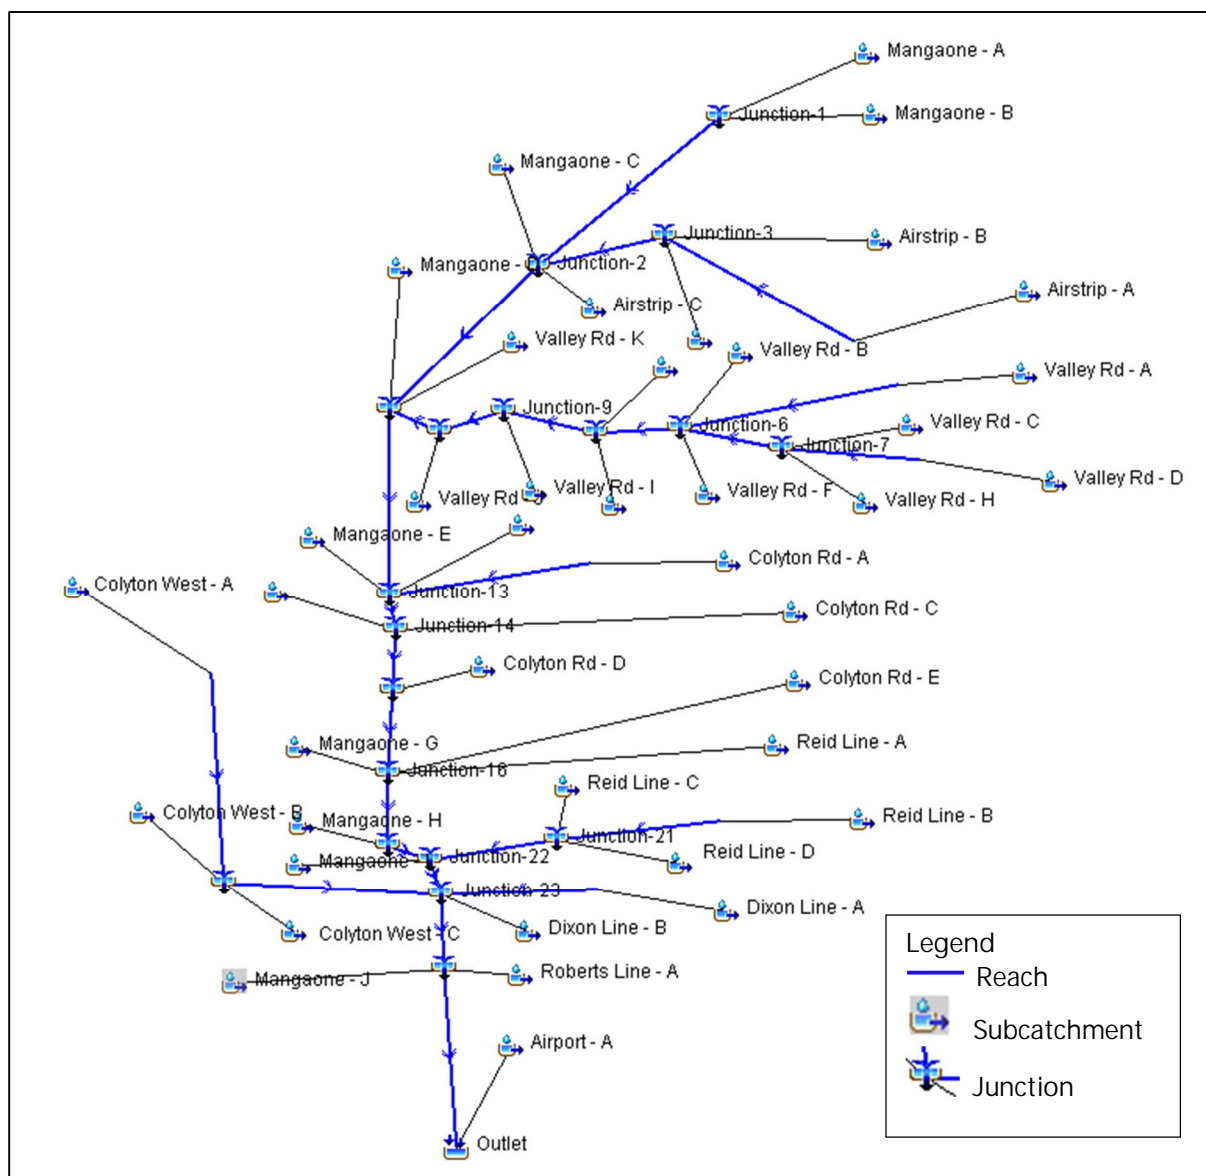 Mangaone - A
Junction-1
Mangaone - B
Mangaone - C
Junction-3
Airstrip - B
Mangaone -
Junction-2
Airstrip - A
Airstrip - C
Valley Rd - K
Valley Rd - B
Valley Rd - A
Junction-9
Junction-6
Valley Rd - C
Junction-7
Valley Rd - I
Valley Rd - F
Valley Rd - H
Valley Rd - D
Valley Rd
Mangaone - E
Colyton Rd - A
Colyton West - A
Junction-13
Colyton Rd - C
Junction-14
Colyton Rd - D
Colyton Rd - E
Mangaone - G
Reid Line - A
Junction-16
Reid Line - C
Colyton West - B
Mangaone - H
Reid Line - B
Junction-21
Mangaone
Junction-22
Reid Line - D
Junction-23
Dixon Line - A
Colyton West - C
Dixon Line - B
Mangaone - J
Roberts Line - A
Airport - A
Outlet
Legend
Reach
Subcatchment
Junction